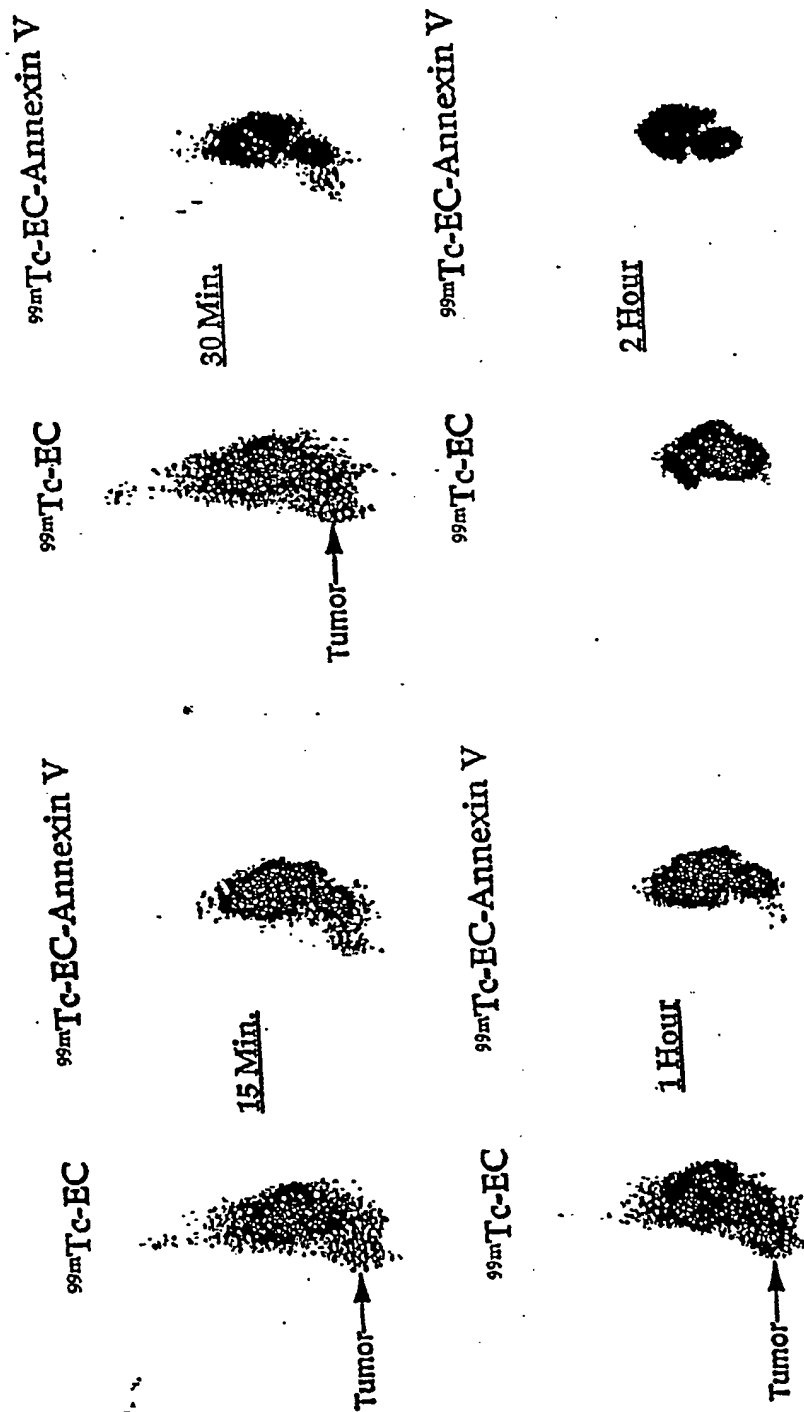 ⁹⁹ᵐTc-EC
⁹⁹ᵐTc-EC-Annexin V
⁹⁹ᵐTc-EC
⁹⁹ᵐTc-EC-Annexin V
15 Min.
30 Min.
Tumor
Tumor
⁹⁹ᵐTc-EC
⁹⁹ᵐTc-EC-Annexin V
⁹⁹ᵐTc-EC
⁹⁹ᵐTc-EC-Annexin V
1 Hour
2 Hour
Tumor